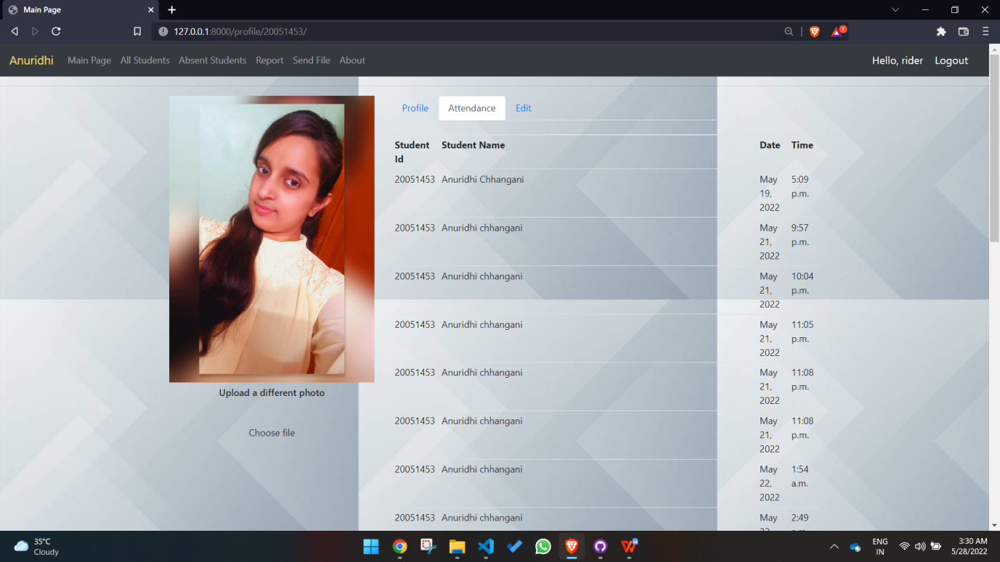 Main Page
127.0.0.1:8000/profile/20051453/
1
Anuridhi Main Page All Students Absent Students Report Send File About Hello, rider Logout
Profile Attendance Edit
Student Id Student Name Date Time
20051453 Anuridhi Chhangani May 19, 2022 5:09 p.m.
20051453 Anuridhi chhangani May 21, 2022 9:57 p.m.
20051453 Anuridhi chhangani May 21, 2022 10:04 p.m.
20051453 Anuridhi chhangani May 21, 2022 11:05 p.m.
20051453 Anuridhi chhangani May 21, 2022 11:08 p.m.
20051453 Anuridhi chhangani May 21, 2022 11:08 p.m.
20051453 Anuridhi chhangani May 22, 2022 1:54 a.m.
20051453 Anuridhi chhangani May 2:49
Upload a different photo
Choose file
35°C
Cloudy
ENG
IN
3:30 AM
5/28/2022